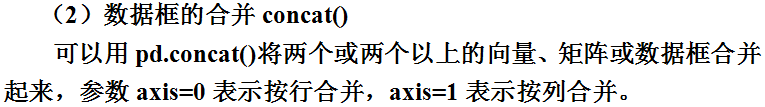 （2）数据框的合并 concat()
可以用 pd.concat()将两个或两个以上的向量、矩阵或数据框合并
起来，参数 axis=0 表示按行合并，axis=1 表示按列合并。